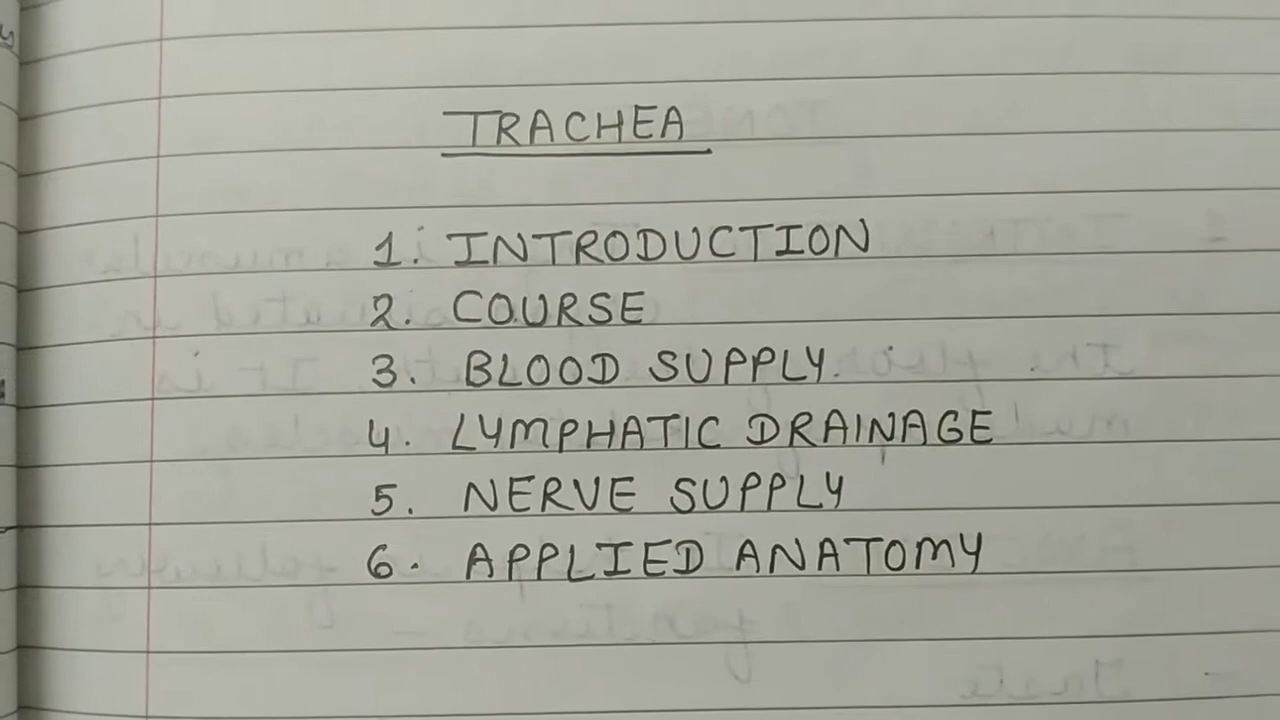 TRACHEA
1. INTRODUCTION
2. COURSE
3. BLOOD SUPPLY.
4. LYMPHATIC DRAINAGE
5. NERVE SUPPLY
6. APPLIED ANATOMY